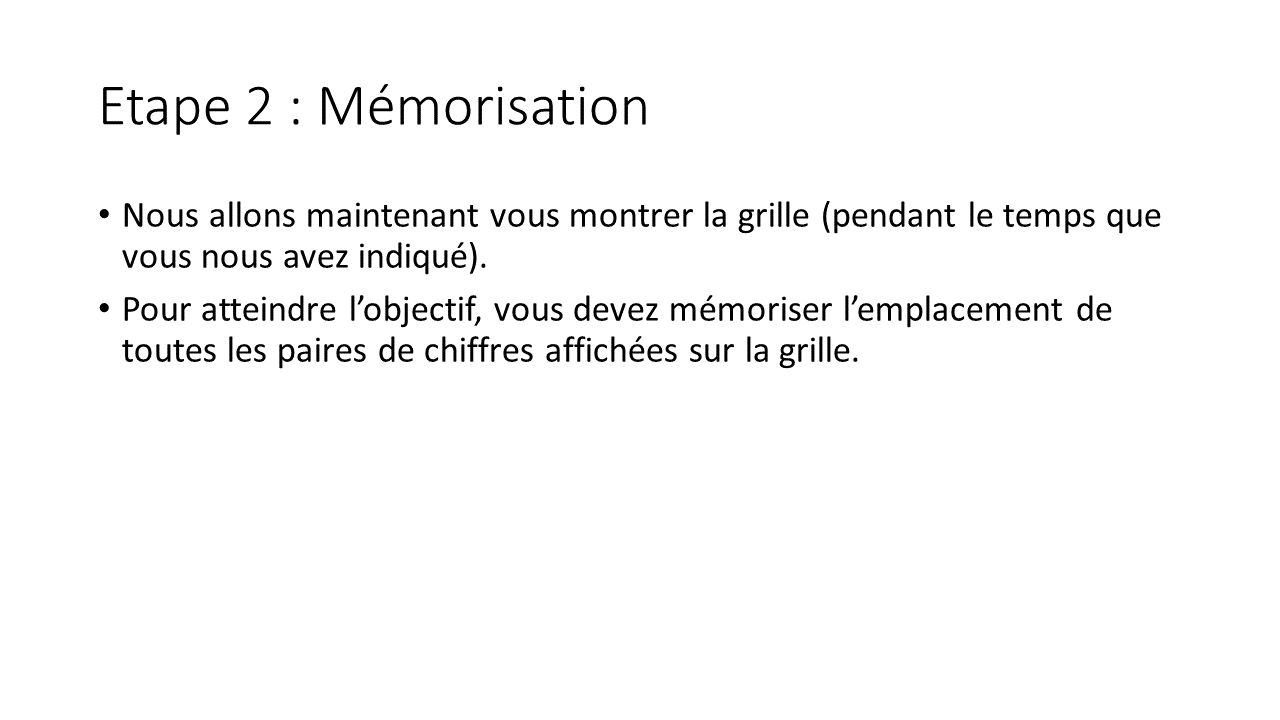 Etape 2 : Mémorisation
• Nous allons maintenant vous montrer la grille (pendant le temps que
vous nous avez indiqué).
• Pour atteindre l’objectif, vous devez mémoriser l’emplacement de
toutes les paires de chiffres affichées sur la grille.